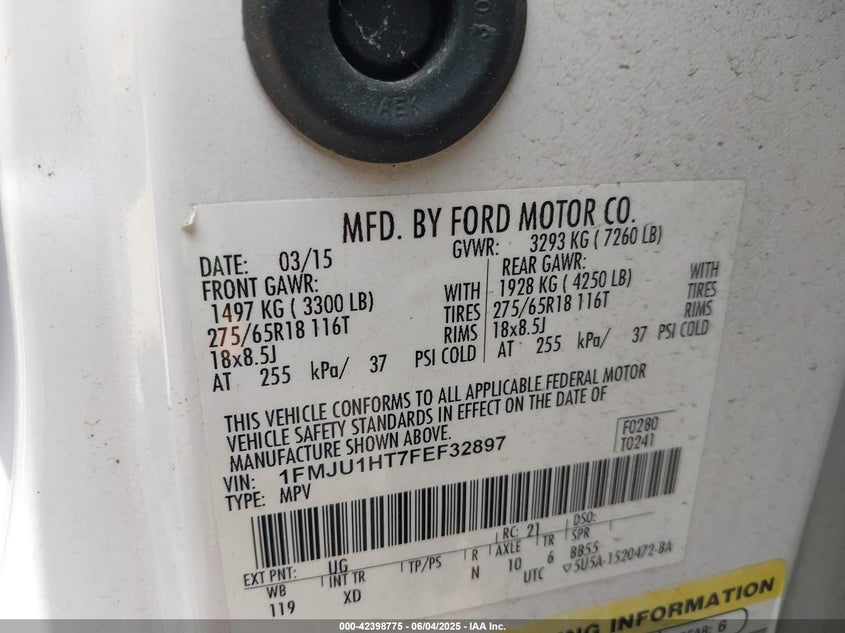 AEK
MFD. BY FORD MOTOR CO.
DATE: 03/15
GVWR: 3293 KG ( 7260 LB)
FRONT GAWR:
1497 KG ( 3300 LB) WITH
275/65R18 116T TIRES
18x8.5J RIMS
AT 255 kPa/ 37 PSI COLD
REAR GAWR:
1928 KG ( 4250 LB) WITH
275/65R18 116T TIRES
18x8.5J RIMS
AT 255 kPa/ 37 PSI COLD
THIS VEHICLE CONFORMS TO ALL APPLICABLE FEDERAL MOTOR
VEHICLE SAFETY STANDARDS IN EFFECT ON THE DATE OF
MANUFACTURE SHOWN ABOVE.
F0280
T0241
VIN: 1FMJU1HT7FEF32897
TYPE: MPV
RC: 21 DSO:
EXT PNT: UG
WB INT TR TP/PS R AXLE TR SPR
119 XD N 10 6 BB55
UTC ▽5U5A-1520472-BA
ING INFORMATION
REAR: 6
000-42398775 — 06/04/2025 - IAA Inc.